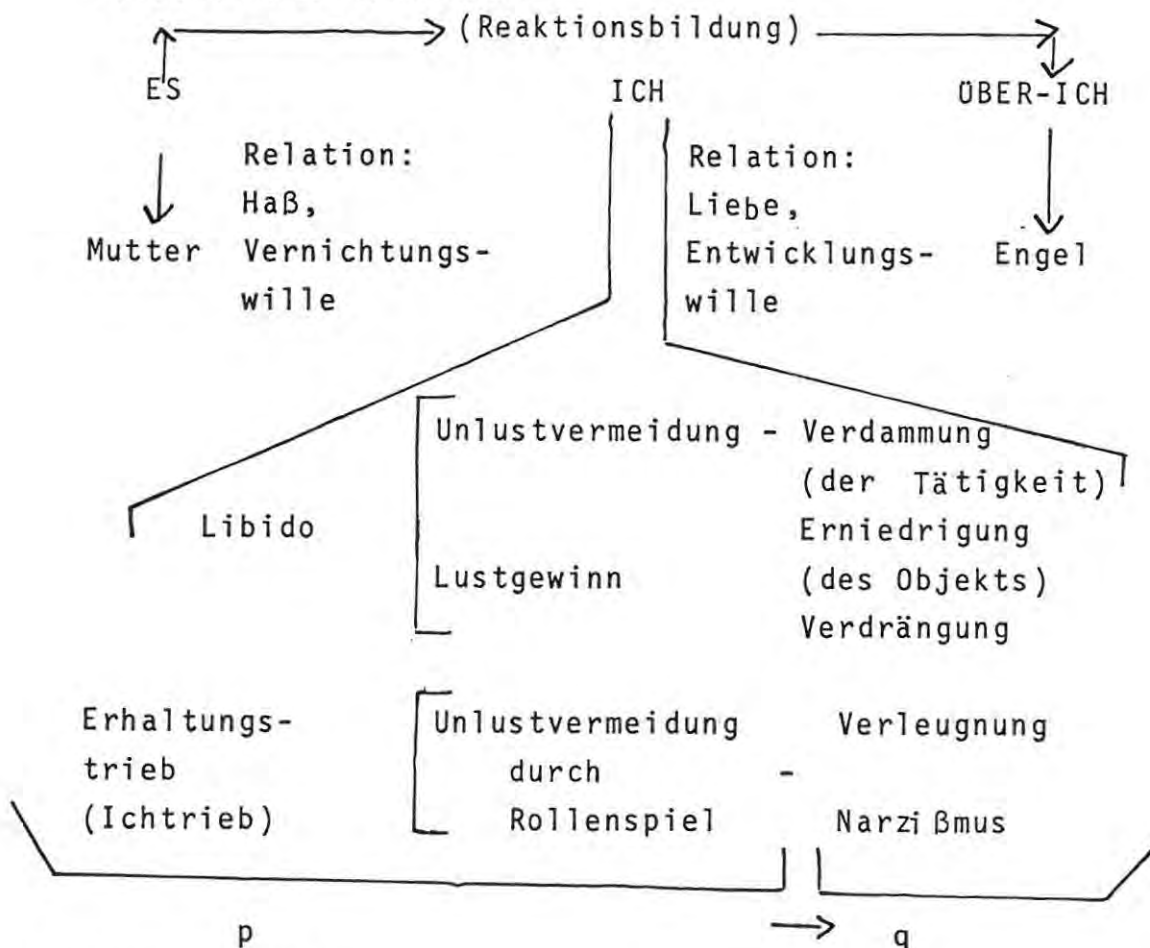 (Reaktionsbildung)
ES ICH ÜBER-ICH
Relation:
Haß,
Mutter Vernichtungs-
wille
Relation:
Liebe,
Entwicklungs- Engel
wille
Unlustvermeidung - Verdammung
(der Tätigkeit)
Libido Erniedrigung
Lustgewinn (des Objekts)
Verdrängung
Erhaltungs- Unlustvermeidung Verleugnung
trieb durch -
(Ichtrieb) Rollenspiel Narzißmus
p q